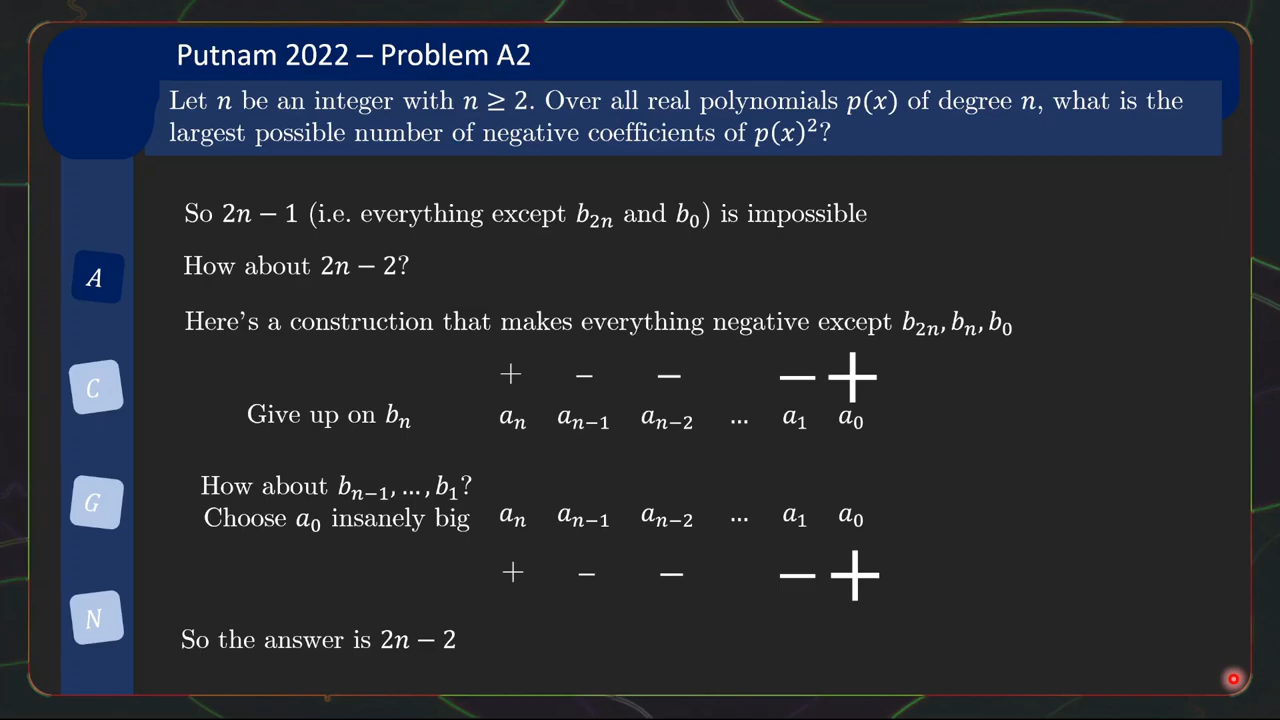 Putnam 2022 – Problem A2
Let n be an integer with n ≥ 2. Over all real polynomials p(x) of degree n, what is the
largest possible number of negative coefficients of p(x)²?
So 2n − 1 (i.e. everything except b₂ₙ and b₀) is impossible
A
How about 2n − 2?
Here's a construction that makes everything negative except b₂ₙ, bₙ, b₀
+ − − − +
C
Give up on bₙ aₙ aₙ₋₁ aₙ₋₂ … a₁ a₀
How about bₙ₋₁, …, b₁?
G
Choose a₀ insanely big aₙ aₙ₋₁ aₙ₋₂ … a₁ a₀
+ − − − +
N
So the answer is 2n − 2